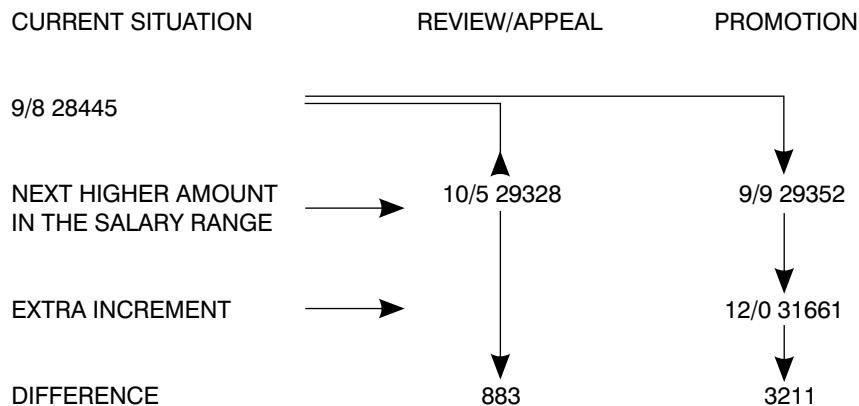 CURRENT SITUATION REVIEW/APPEAL PROMOTION
9/8 28445
NEXT HIGHER AMOUNT
IN THE SALARY RANGE
10/5 29328 9/9 29352
EXTRA INCREMENT 12/0 31661
DIFFERENCE 883 3211